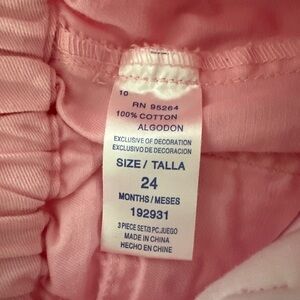 10
RN 95264
100% COTTON
ALGODON
EXCLUSIVE OF DECORATION
EXCLUSIVO DE DECORACION
SIZE / TALLA
24
MONTHS / MESES
192931
3 PIECE SET/3 PC.JUEGO
MADE IN CHINA
HECHO EN CHINE